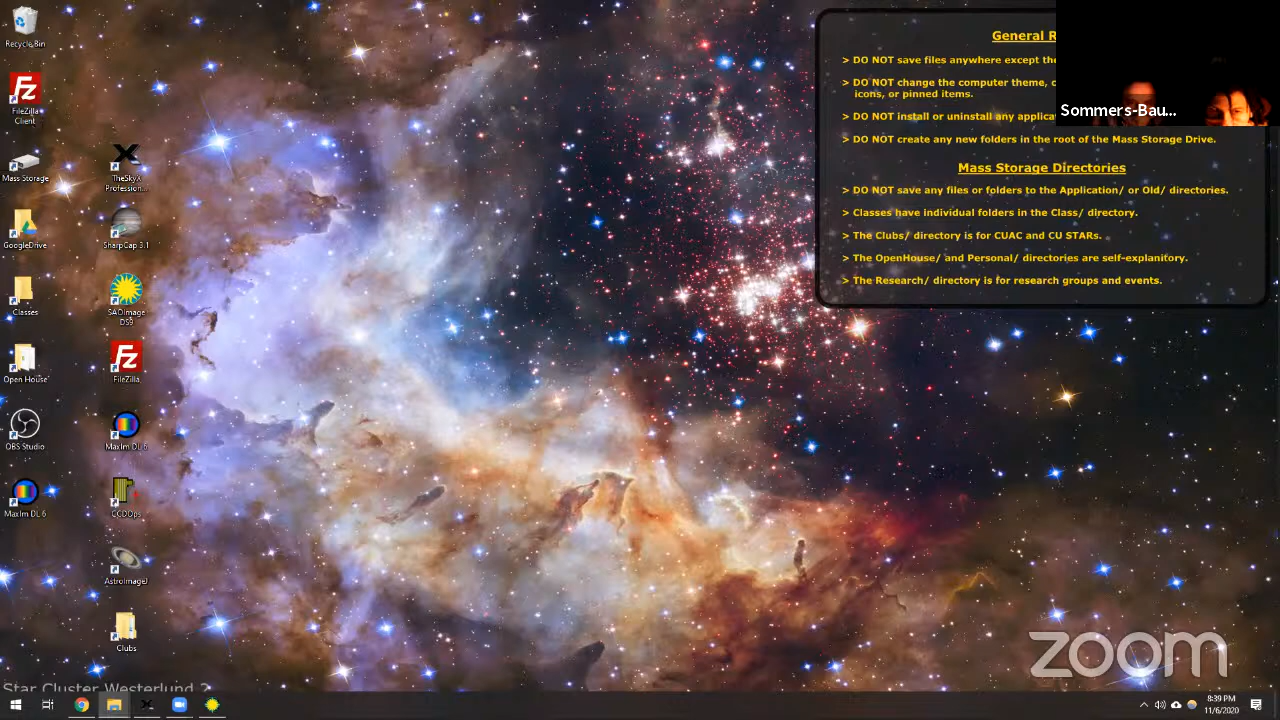 Recycle Bin
FileZilla
Client
Mass Storage
GoogleDrive
Classes
Open House
OBS Studio
MaxIm DL 6
TheSkyX
Profession...
SharpCap 3.1
SAOImage
DS9
FileZilla
MaxIm DL 6
CCDOps
AstroImageJ
Clubs
General R
> DO NOT save files anywhere except the
> DO NOT change the computer theme,
icons, or pinned items.
> DO NOT install or uninstall any applica
> DO NOT create any new folders in the root of the Mass Storage Drive.
Mass Storage Directories
> DO NOT save any files or folders to the Application/ or Old/ directories.
> Classes have individual folders in the Class/ directory.
> The Clubs/ directory is for CUAC and CU STARs.
> The OpenHouse/ and Personal/ directories are self-explanitory.
> The Research/ directory is for research groups and events.
Sommers-Bau...
zoom
Star Cluster Westerlund 2
8:39 PM
11/6/2020